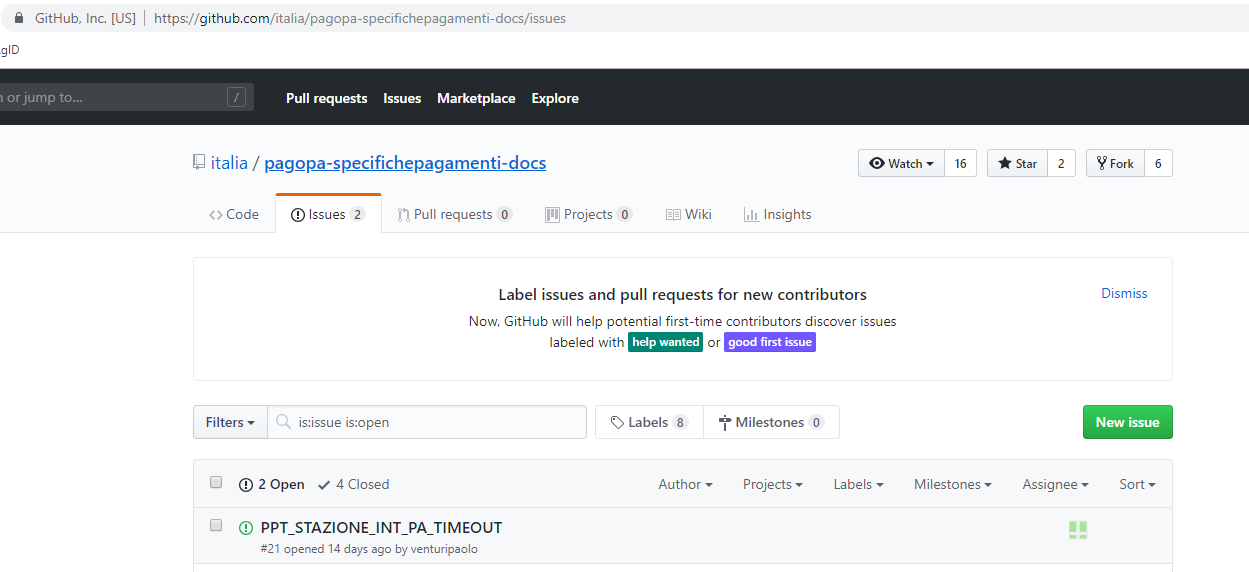 GitHub, Inc. [US] https://github.com/italia/pagopa-specifichepagamenti-docs/issues
gID
or jump to... /
Pull requests Issues Marketplace Explore
italia / pagopa-specifichepagamenti-docs
Watch 16 Star 2 Fork 6
Code Issues 2 Pull requests 0 Projects 0 Wiki Insights
Label issues and pull requests for new contributors
Dismiss
Now, GitHub will help potential first-time contributors discover issues
labeled with help wanted or good first issue
Filters is:issue is:open Labels 8 Milestones 0 New issue
2 Open 4 Closed Author Projects Labels Milestones Assignee Sort
PPT_STAZIONE_INT_PA_TIMEOUT
#21 opened 14 days ago by venturipaolo